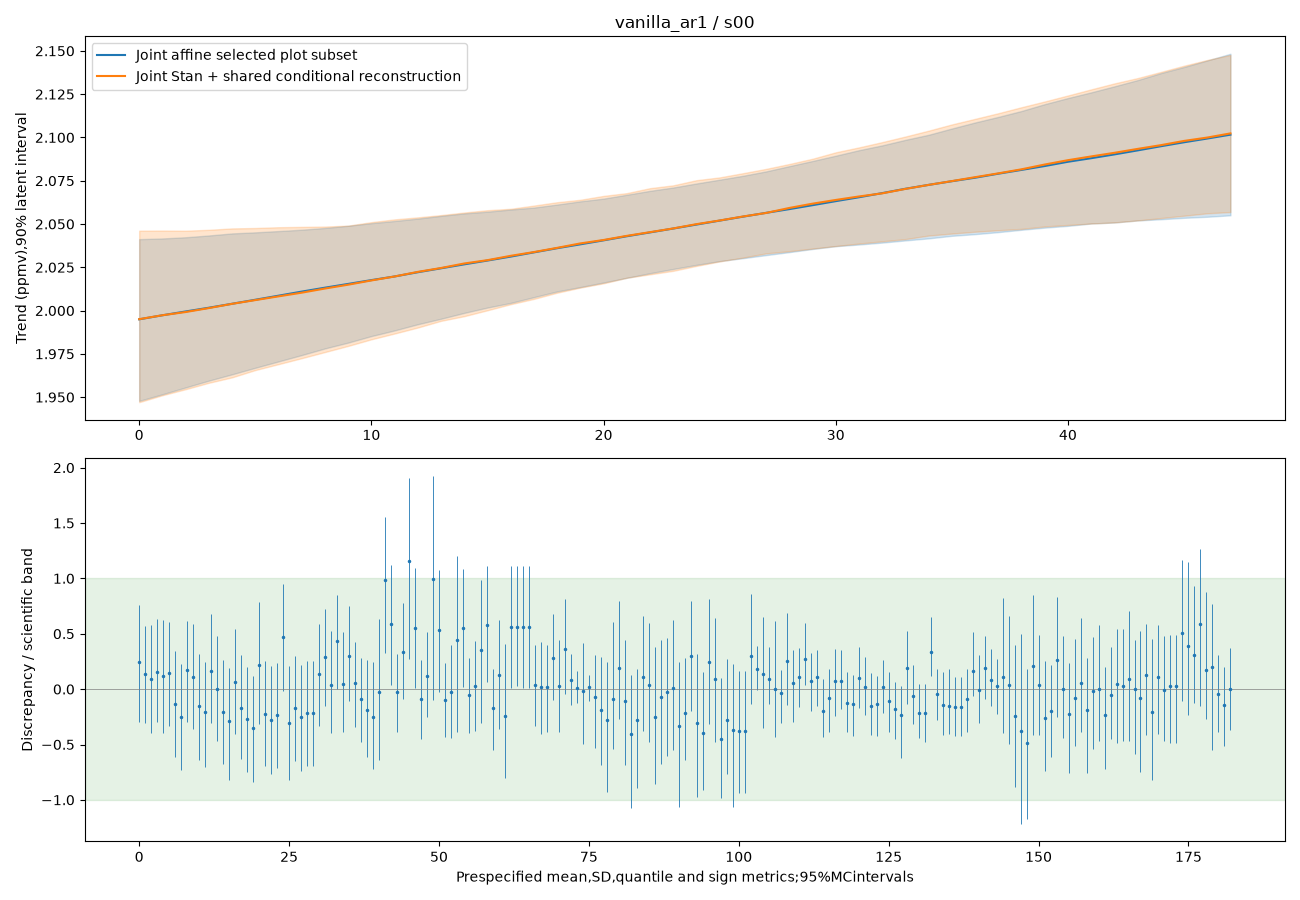 vanilla_ar1 / s00
Joint affine selected plot subset
Joint Stan + shared conditional reconstruction
Trend (ppmv),90% latent interval
2.150
2.125
2.100
2.075
2.050
2.025
2.000
1.975
1.950
0 10 20 30 40
Discrepancy / scientific band
2.0
1.5
1.0
0.5
0.0
−0.5
−1.0
0 25 50 75 100 125 150 175
Prespecified mean,SD,quantile and sign metrics;95%MCintervals